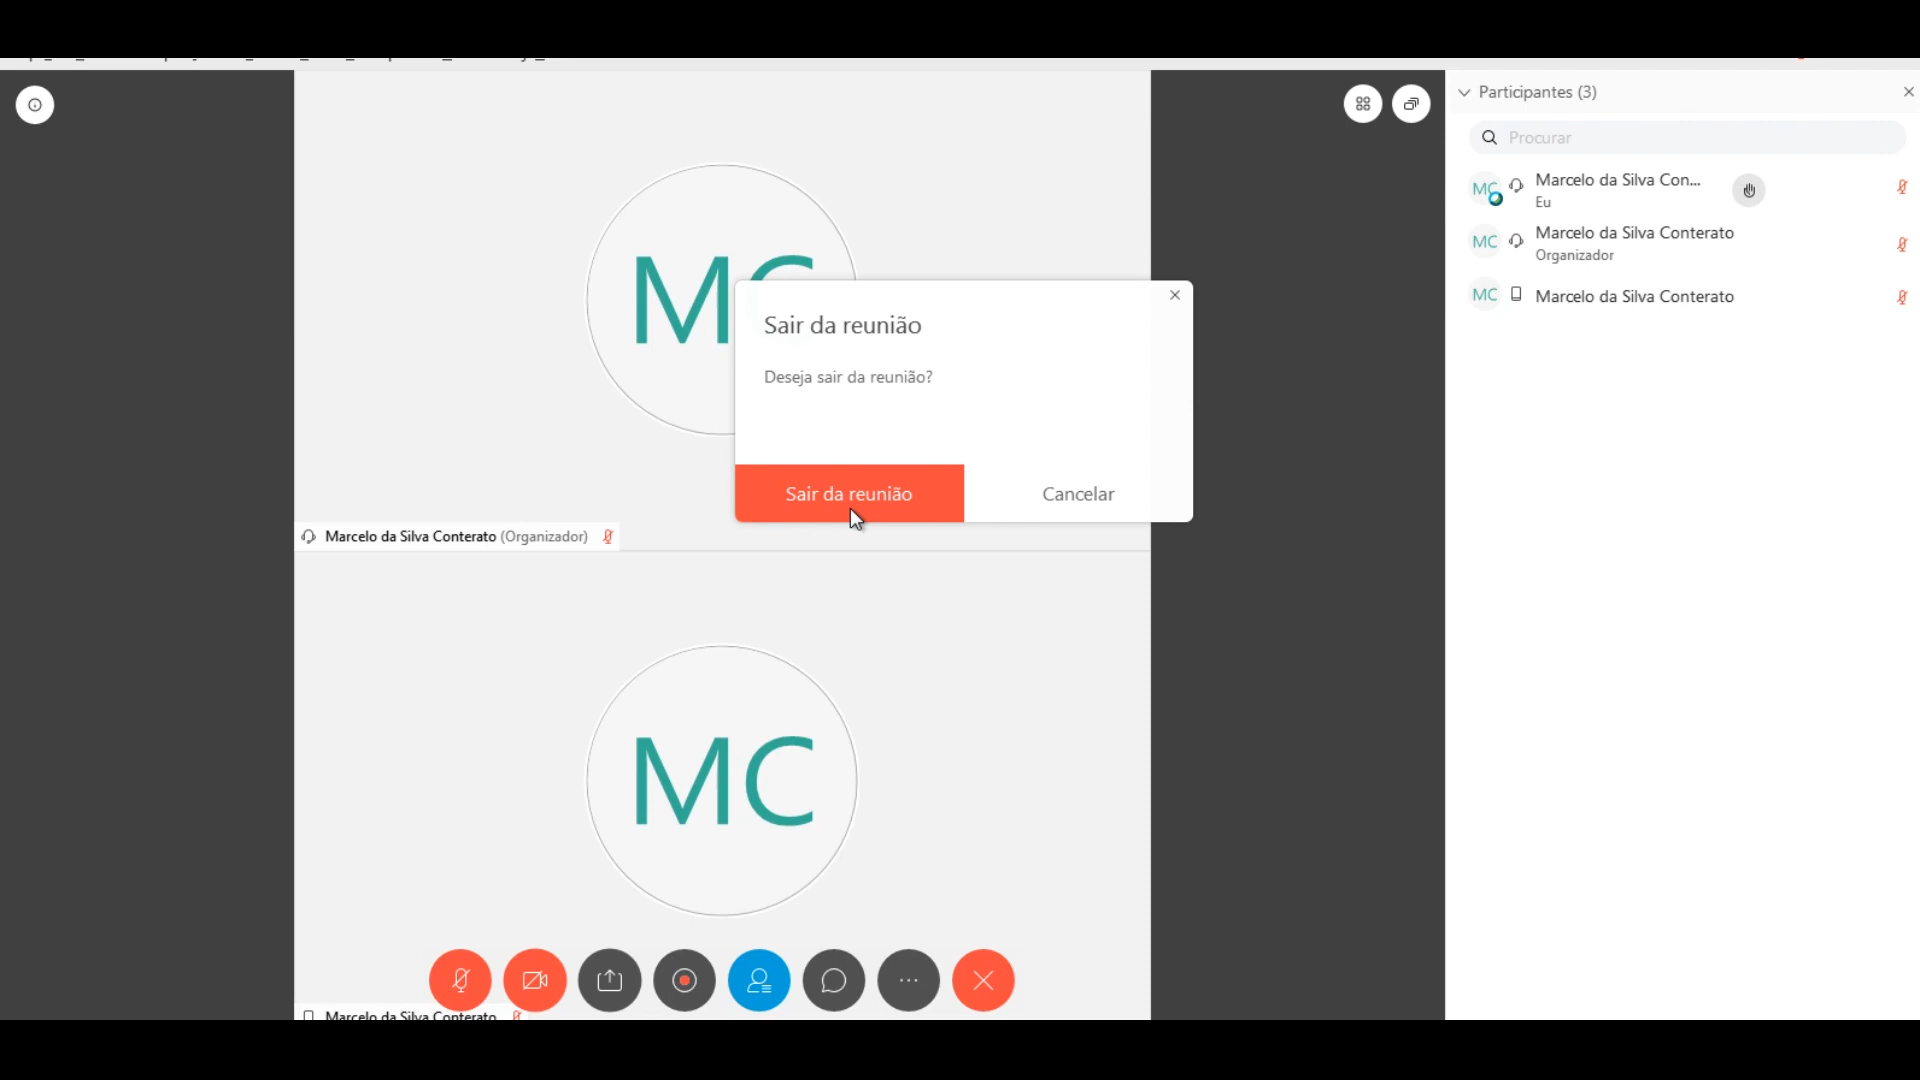 Participantes (3)
Procurar
MC Marcelo da Silva Con...
Eu
MC Marcelo da Silva Conterato
Organizador
MC Marcelo da Silva Conterato
MC
Sair da reunião
Deseja sair da reunião?
Sair da reunião Cancelar
Marcelo da Silva Conterato (Organizador)
MC
Marcelo da Silva Conterato